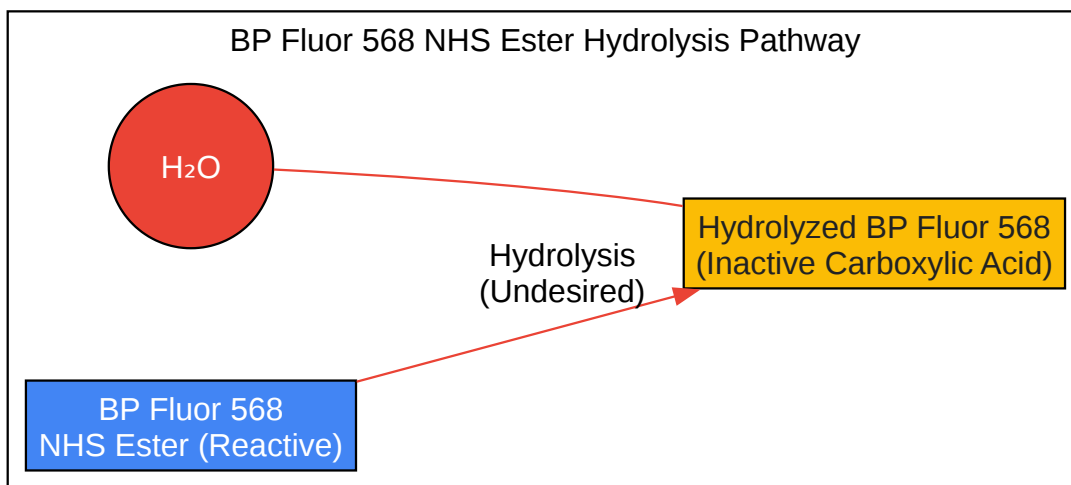 BP Fluor 568 NHS Ester Hydrolysis Pathway
H₂O
Hydrolyzed BP Fluor 568
(Inactive Carboxylic Acid)
Hydrolysis
(Undesired)
BP Fluor 568
NHS Ester (Reactive)